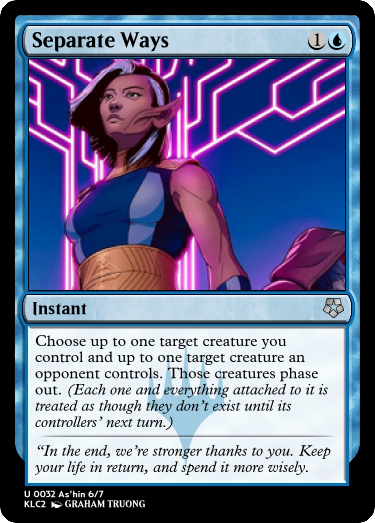 Separate Ways
1
Instant
Choose up to one target creature you
control and up to one target creature an
opponent controls. Those creatures phase
out. (Each one and everything attached to it is
treated as though they don't exist until its
controllers' next turn.)
“In the end, we're stronger thanks to you. Keep
your life in return, and spend it more wisely.
U 0032 As'hin 6/7
KLC2 GRAHAM TRUONG